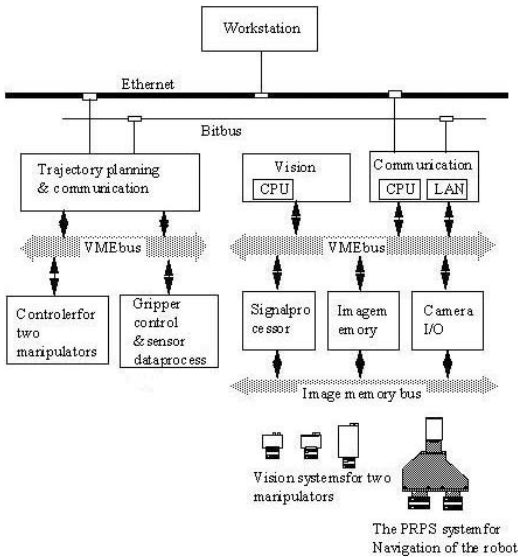 Workstation
Ethernet
Bitbus
Trajectory planning
& communication
Vision
CPU
Communication
CPU
LAN
VMEbus
VMEbus
Controlerfor
two
manipulators
Gripper
control
& sensor
dataprocess
Signalpro
cessor
Imagem
emory
Camera
I/O
Image memory bus
Vision systemsfor two
manipulators
The PRPS systemfor
Navigation of the robot